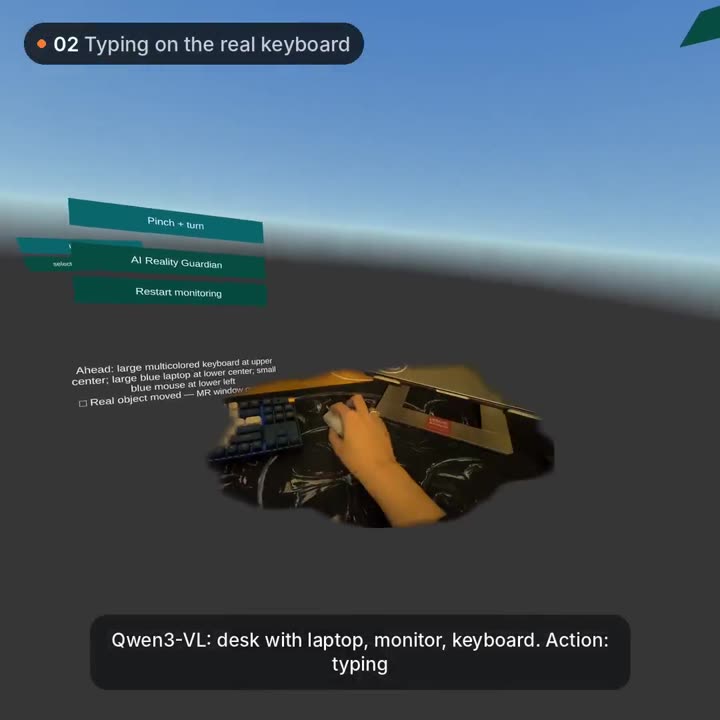 02 Typing on the real keyboard
Pinch + turn
AI Reality Guardian
select
Restart monitoring
Ahead: large multicolored keyboard at upper
center; large blue laptop at lower center; small
blue mouse at lower left
☐ Real object moved — MR window
Qwen3-VL: desk with laptop, monitor, keyboard. Action:
typing